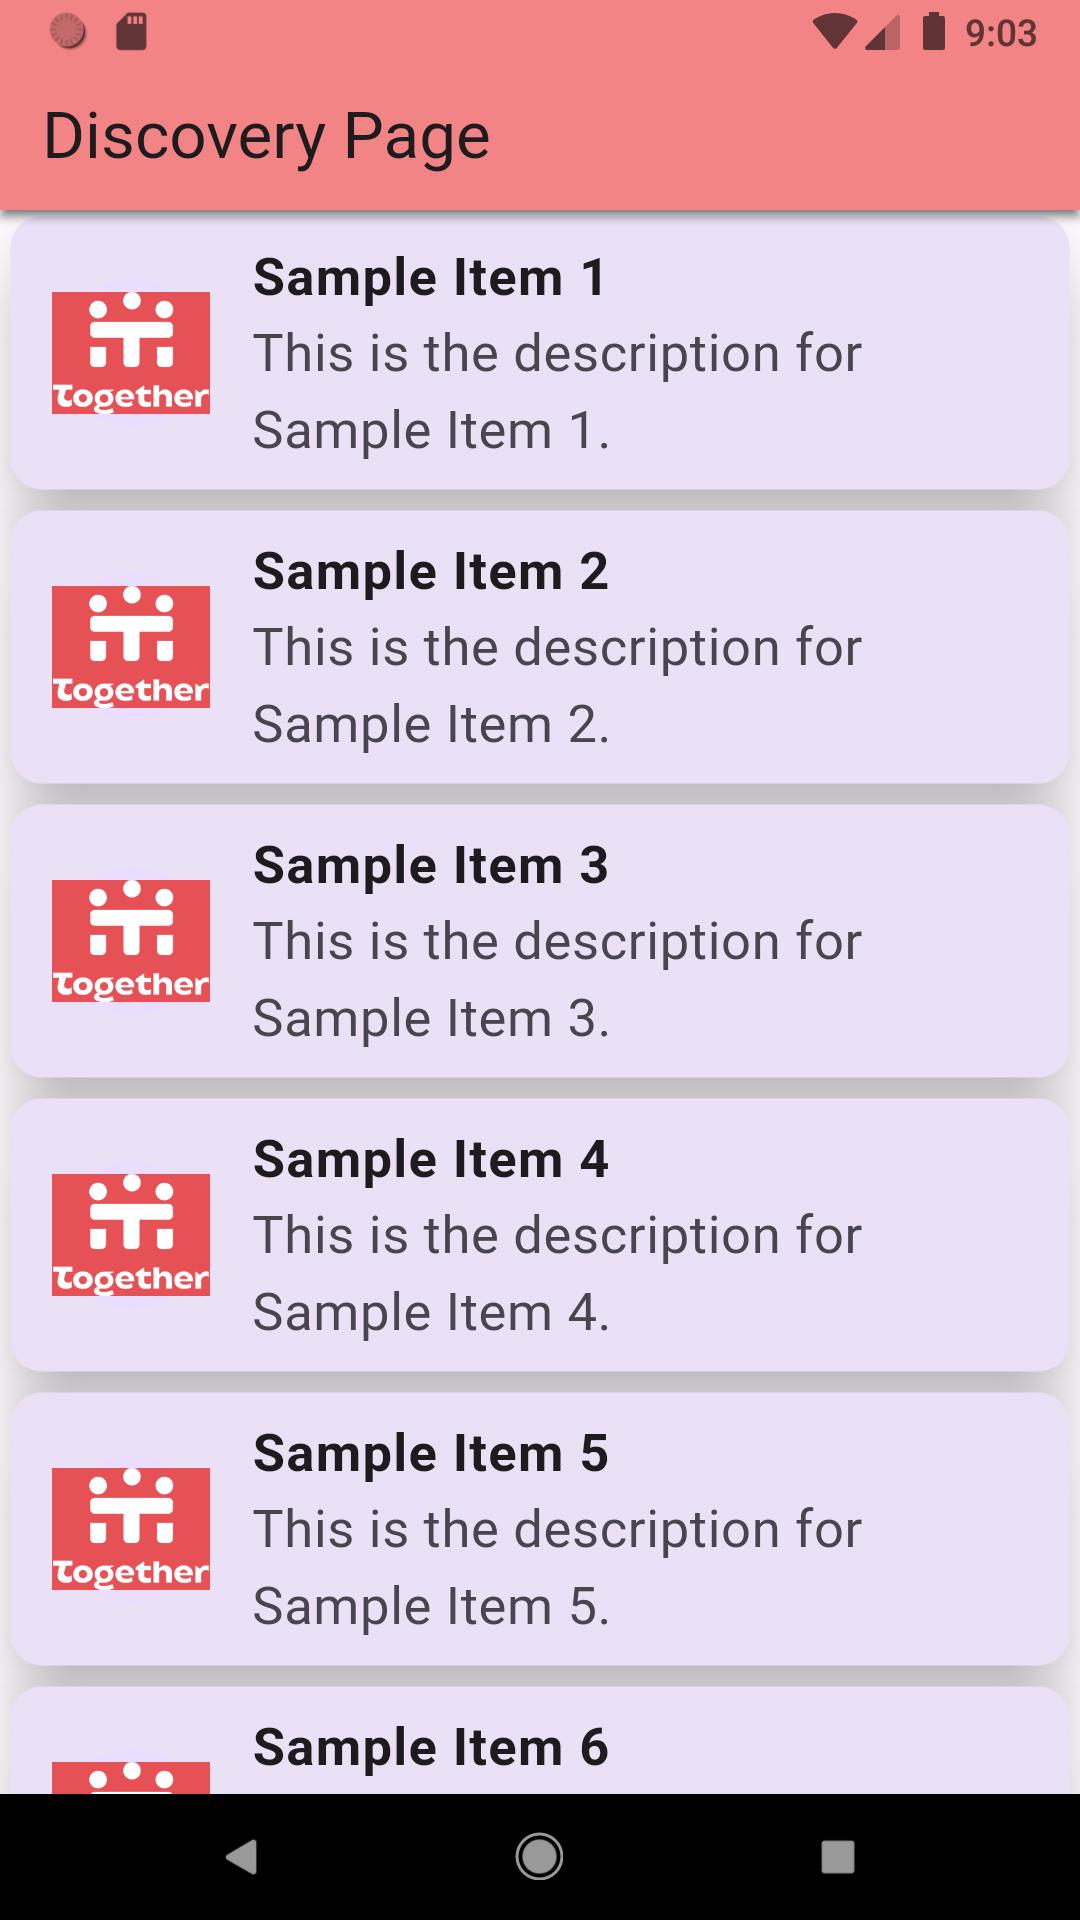 9:03
Discovery Page
Sample Item 1
This is the description for
Sample Item 1.
Together
Sample Item 2
This is the description for
Sample Item 2.
Together
Sample Item 3
This is the description for
Sample Item 3.
Together
Sample Item 4
This is the description for
Sample Item 4.
Together
Sample Item 5
This is the description for
Sample Item 5.
Together
Sample Item 6